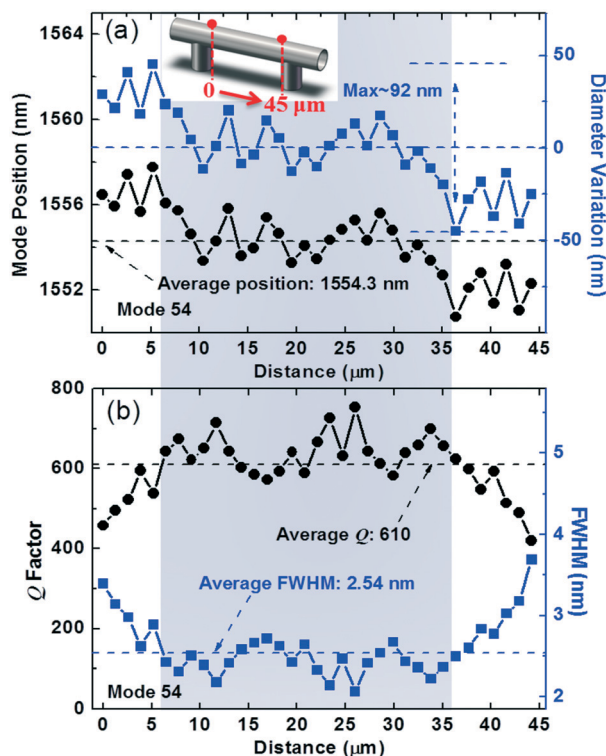 (a)
0
45 μm
Max~92 nm
1564
1560
1556
1552
Mode Position (nm)
50
0
-50
Diameter Variation (nm)
Average position: 1554.3 nm
Mode 54
0 5 10 15 20 25 30 35 40 45
Distance (μm)
(b)
800
600
400
200
0
Q Factor
5
4
3
2
FWHM (nm)
Average Q: 610
Average FWHM: 2.54 nm
Mode 54
0 5 10 15 20 25 30 35 40 45
Distance (μm)